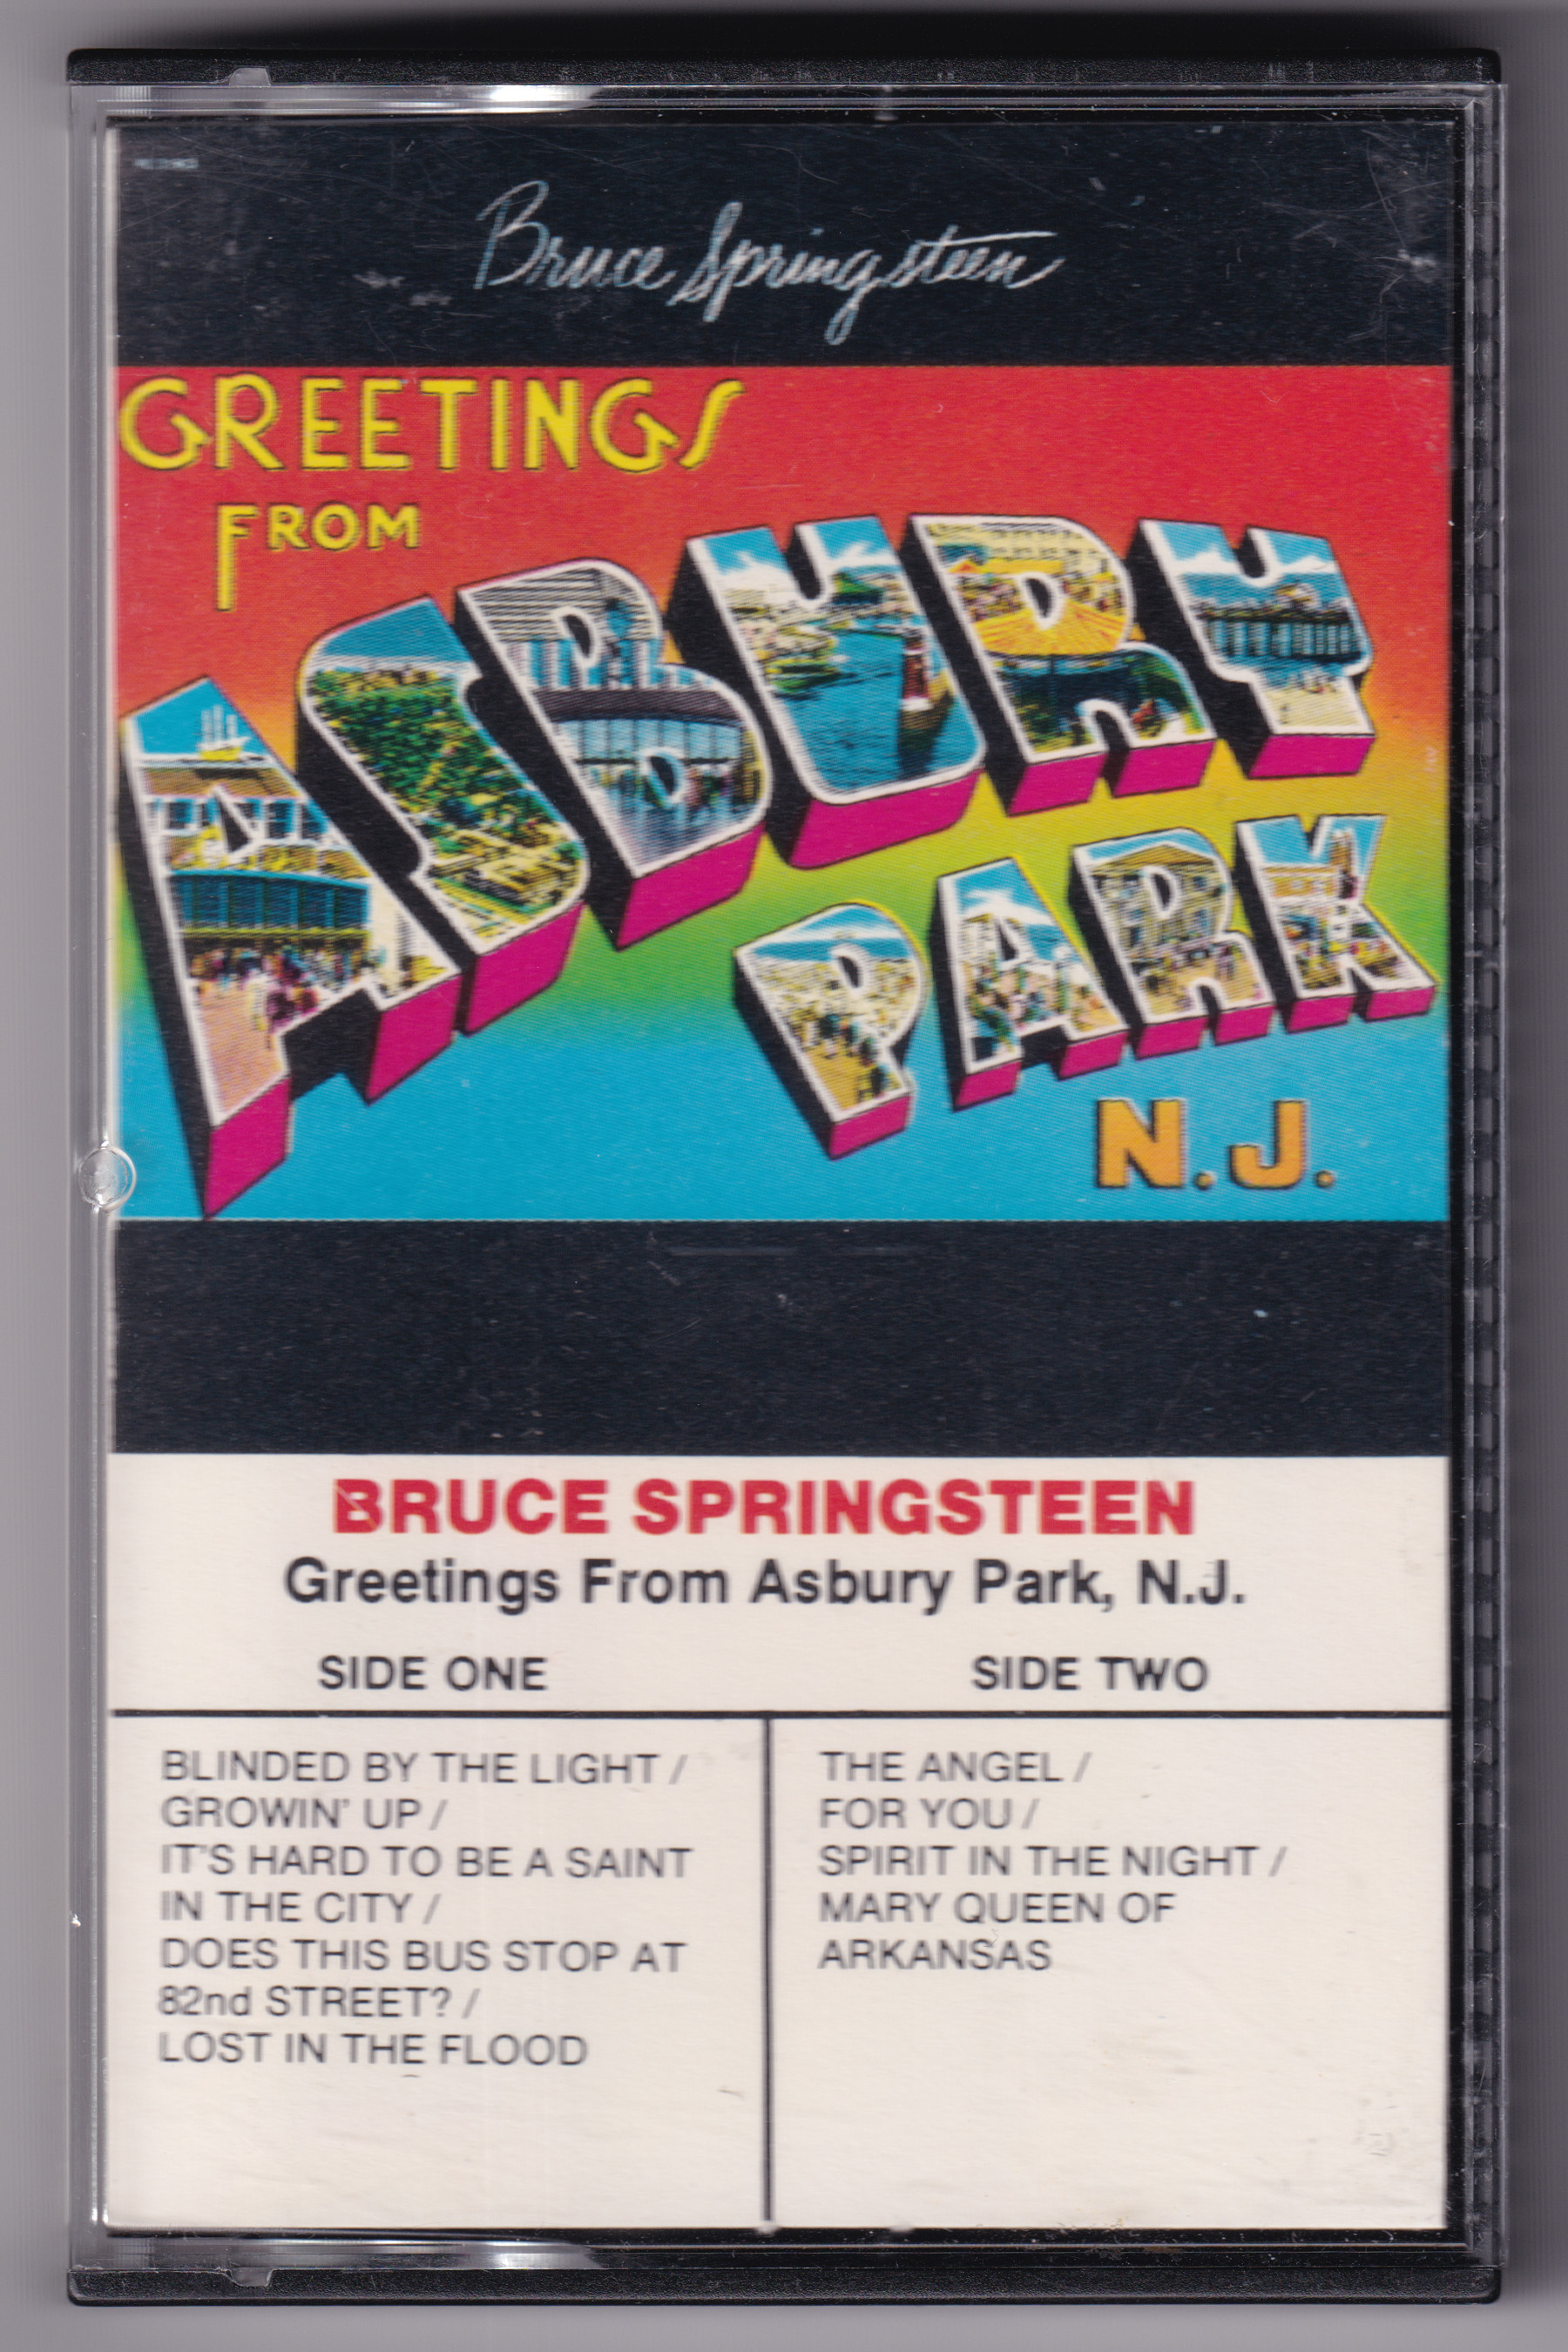 Bruce Springsteen
GREETINGS
FROM
ASBURY
PARK
N.J.
BRUCE SPRINGSTEEN
Greetings From Asbury Park, N.J.
SIDE ONE
BLINDED BY THE LIGHT /
GROWIN' UP /
IT'S HARD TO BE A SAINT
IN THE CITY /
DOES THIS BUS STOP AT
82nd STREET? /
LOST IN THE FLOOD
SIDE TWO
THE ANGEL /
FOR YOU /
SPIRIT IN THE NIGHT /
MARY QUEEN OF
ARKANSAS